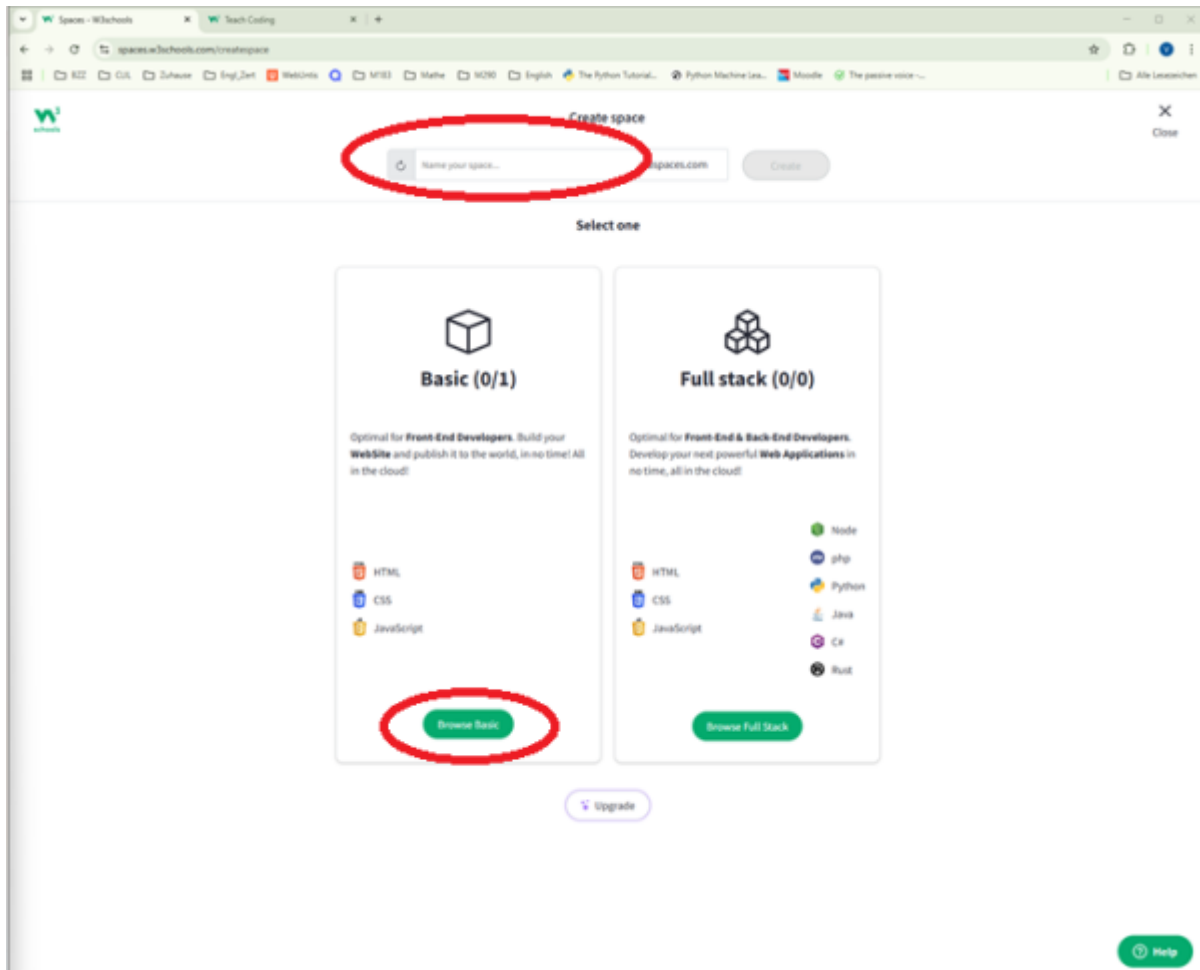 Spaces - W3schools
Teach Coding
spaces.w3schools.com/createspace
BZZ
CUL
Zuhause
Engl_Zert
WebUntis
M183
Mathe
M290
English
The Python Tutorial...
Python Machine Lea...
Moodle
The passive voice -...
Alle Lesezeichen
3
schools
Create space
Close
Name your space...
spaces.com
Create
Select one
Basic (0/1)
Full stack (0/0)
Optimal for Front-End Developers. Build your
WebSite and publish it to the world, in no time! All
in the cloud!
Optimal for Front-End & Back-End Developers.
Develop your next powerful Web Applications in
no time, all in the cloud!
Node
php
Python
Java
C#
Rust
HTML
CSS
JavaScript
HTML
CSS
JavaScript
Browse Basic
Browse Full Stack
Upgrade
Help